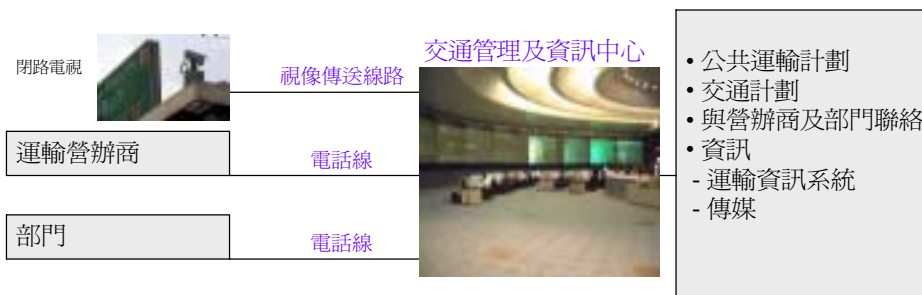 閉路電視
視像傳送線路
交通管理及資訊中心
運輸營辦商
電話線
部門
電話線
• 公共運輸計劃
• 交通計劃
• 與營辦商及部門聯絡
• 資訊
- 運輸資訊系統
- 傳媒